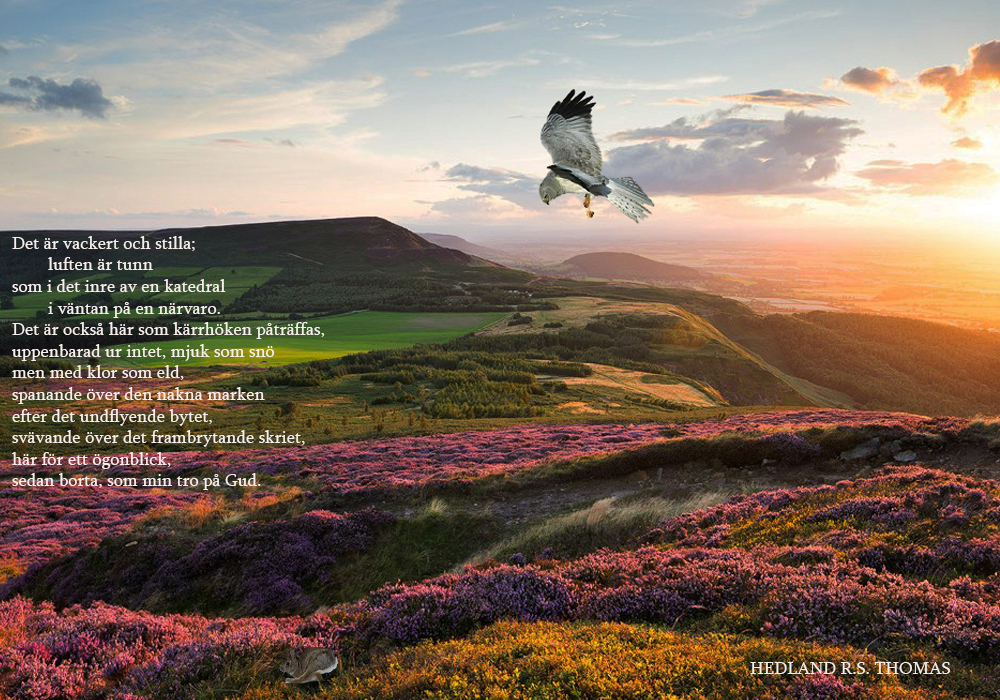 Det är vackert och stilla;
luften är tunn
som i det inre av en katedral
i väntan på en närvaro.
Det är också här som kärrhöken påträffas,
uppenbarad ur intet, mjuk som snö
men med klor som eld,
spanande över den nakna marken
efter det undflyende bytet,
svävande över det frambrytande skriet,
här för ett ögonblick,
sedan borta, som min tro på Gud.
HEDLAND R.S. THOMAS